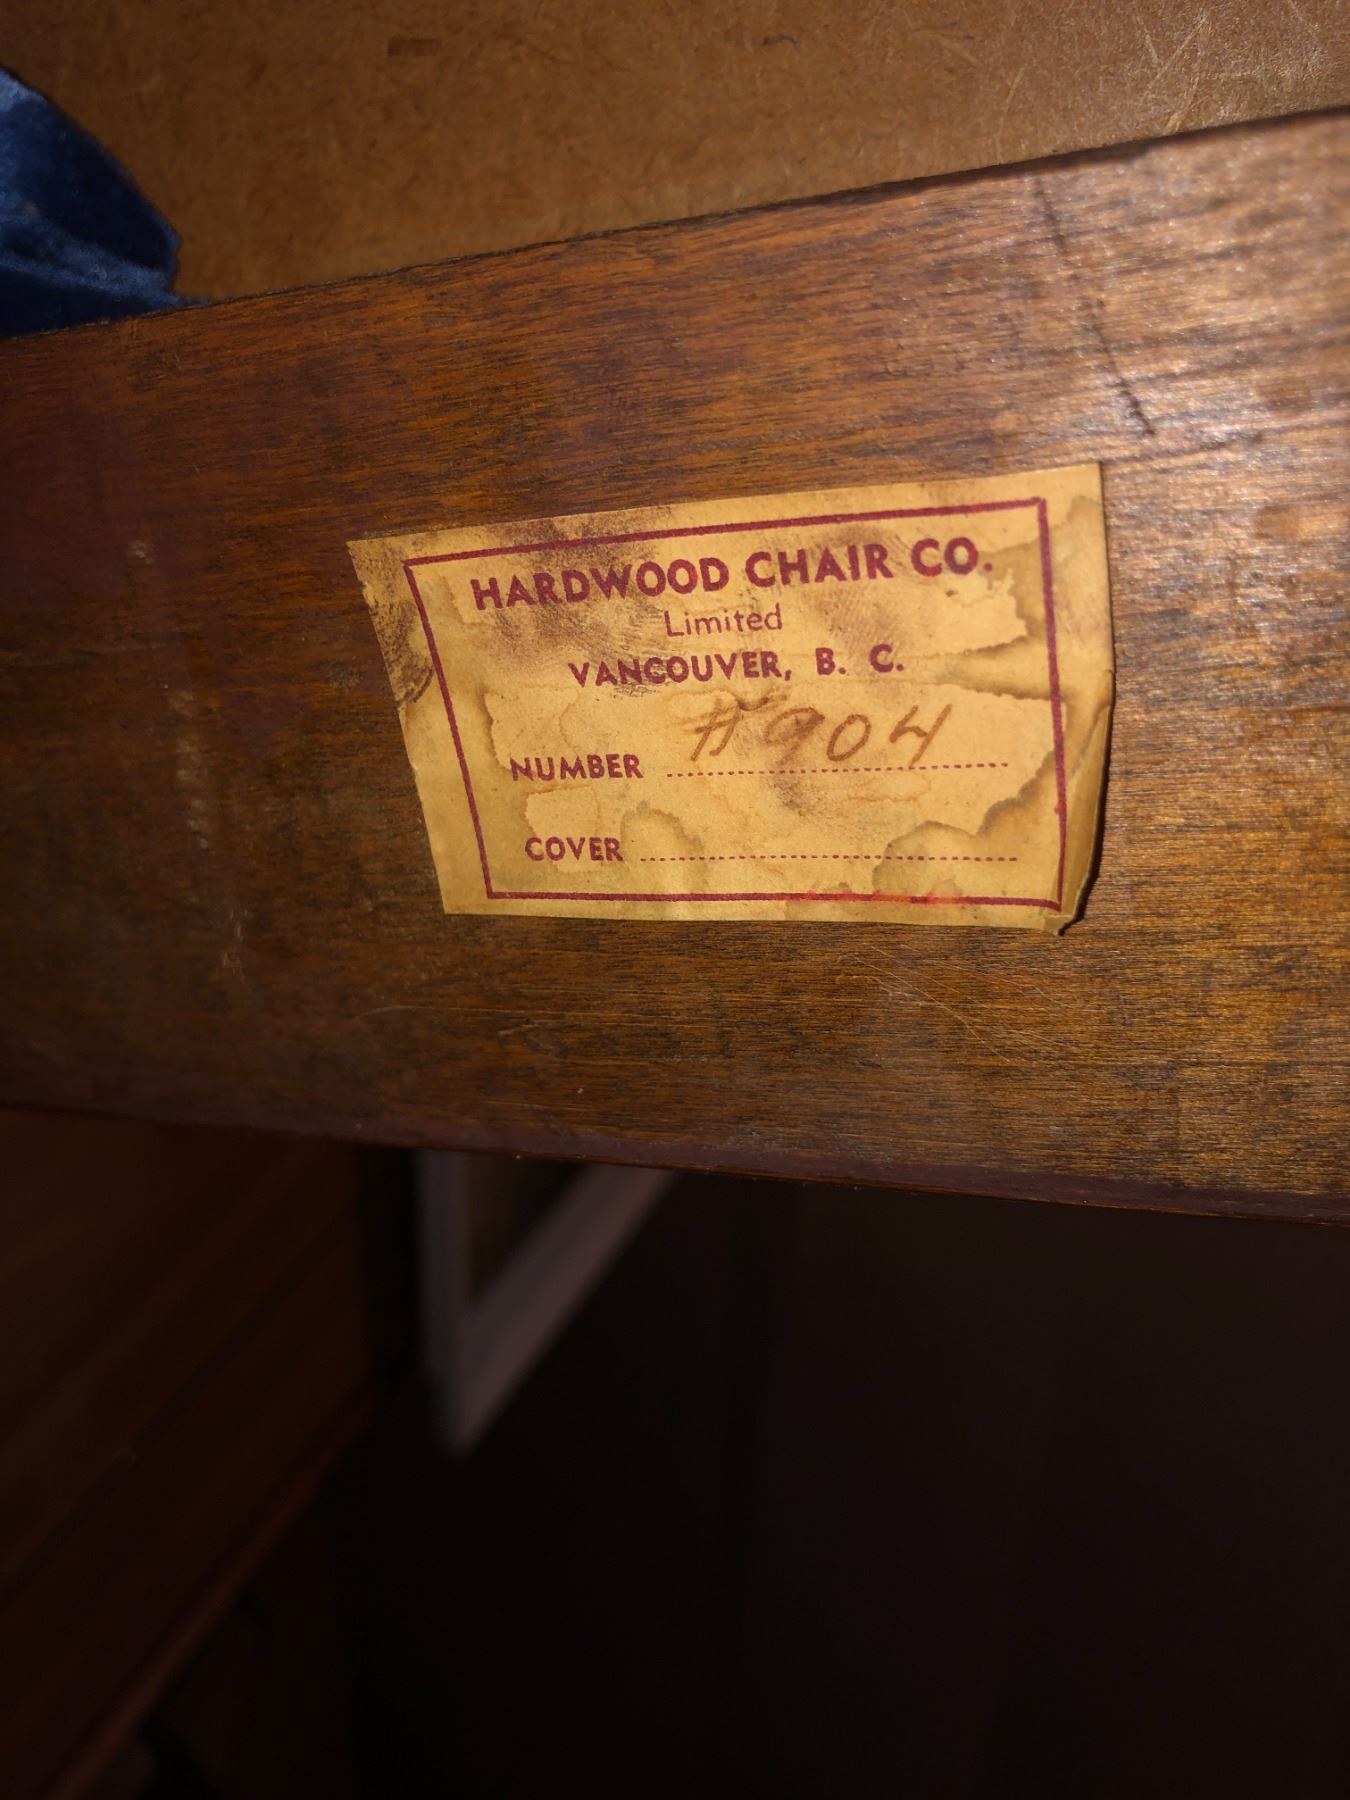 HARDWOOD CHAIR CO.
Limited
VANCOUVER, B. C.
NUMBER #904
COVER